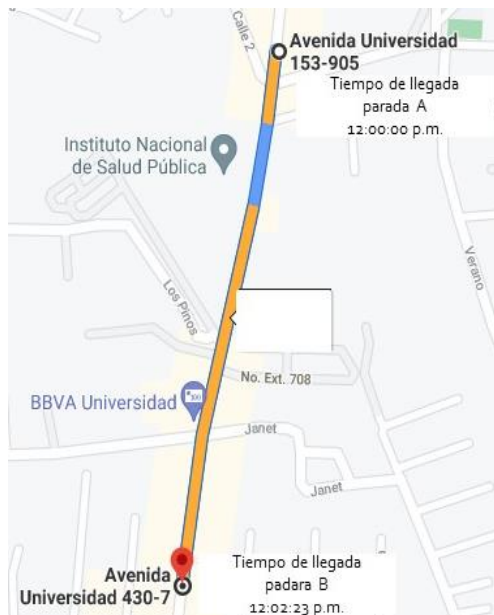 Calle 2
Avenida Universidad
153-905
Tiempo de llegada
parada A
12:00:00 p.m.
Instituto Nacional
de Salud Pública
Verano
Los Pinos
No. Ext. 708
BBVA Universidad
Janet
Janet
Avenida
Universidad 430-7
Tiempo de llegada
padara B
12:02:23 p.m.